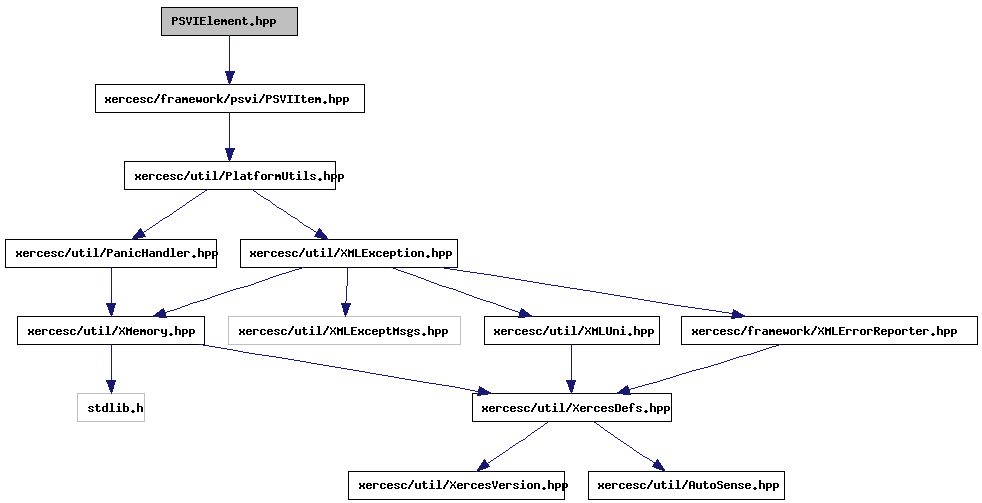 PSVIElement.hpp
xercesc/framework/psvi/PSVIItem.hpp
xercesc/util/PlatformUtils.hpp
xercesc/util/PanicHandler.hpp
xercesc/util/XMLException.hpp
xercesc/util/XMemory.hpp
xercesc/util/XMLExceptMsgs.hpp
xercesc/util/XMLUni.hpp
xercesc/framework/XMLErrorReporter.hpp
stdlib.h
xercesc/util/XercesDefs.hpp
xercesc/util/XercesVersion.hpp
xercesc/util/AutoSense.hpp